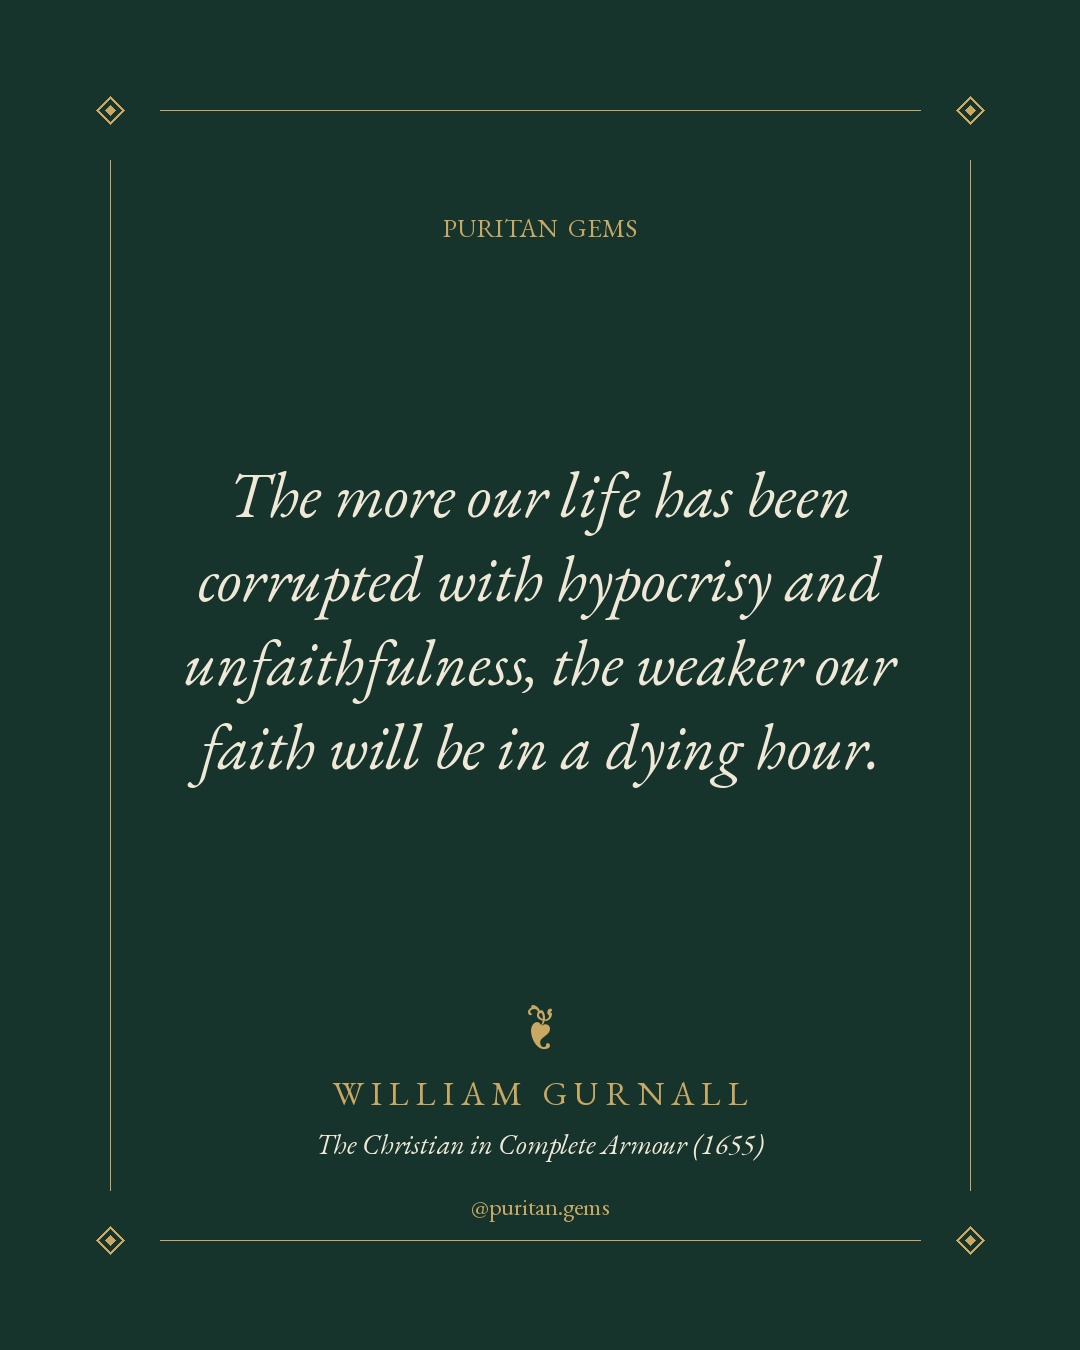 PURITAN GEMS
The more our life has been
corrupted with hypocrisy and
unfaithfulness, the weaker our
faith will be in a dying hour.
WILLIAM GURNALL
The Christian in Complete Armour (1655)
@puritan.gems